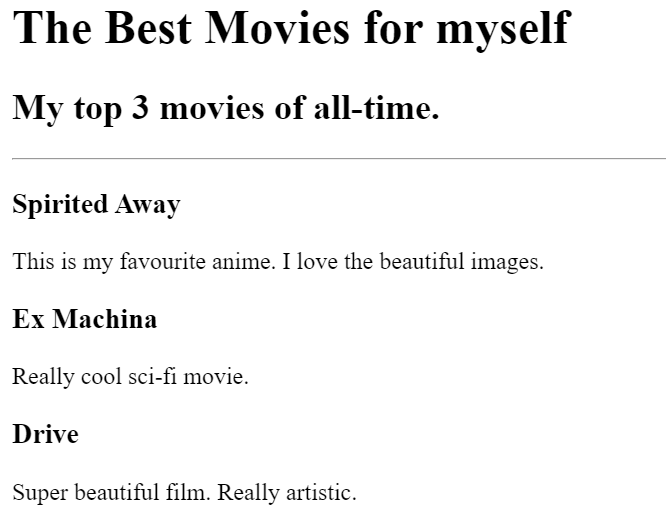 The Best Movies for myself
My top 3 movies of all-time.
Spirited Away
This is my favourite anime. I love the beautiful images.
Ex Machina
Really cool sci-fi movie.
Drive
Super beautiful film. Really artistic.